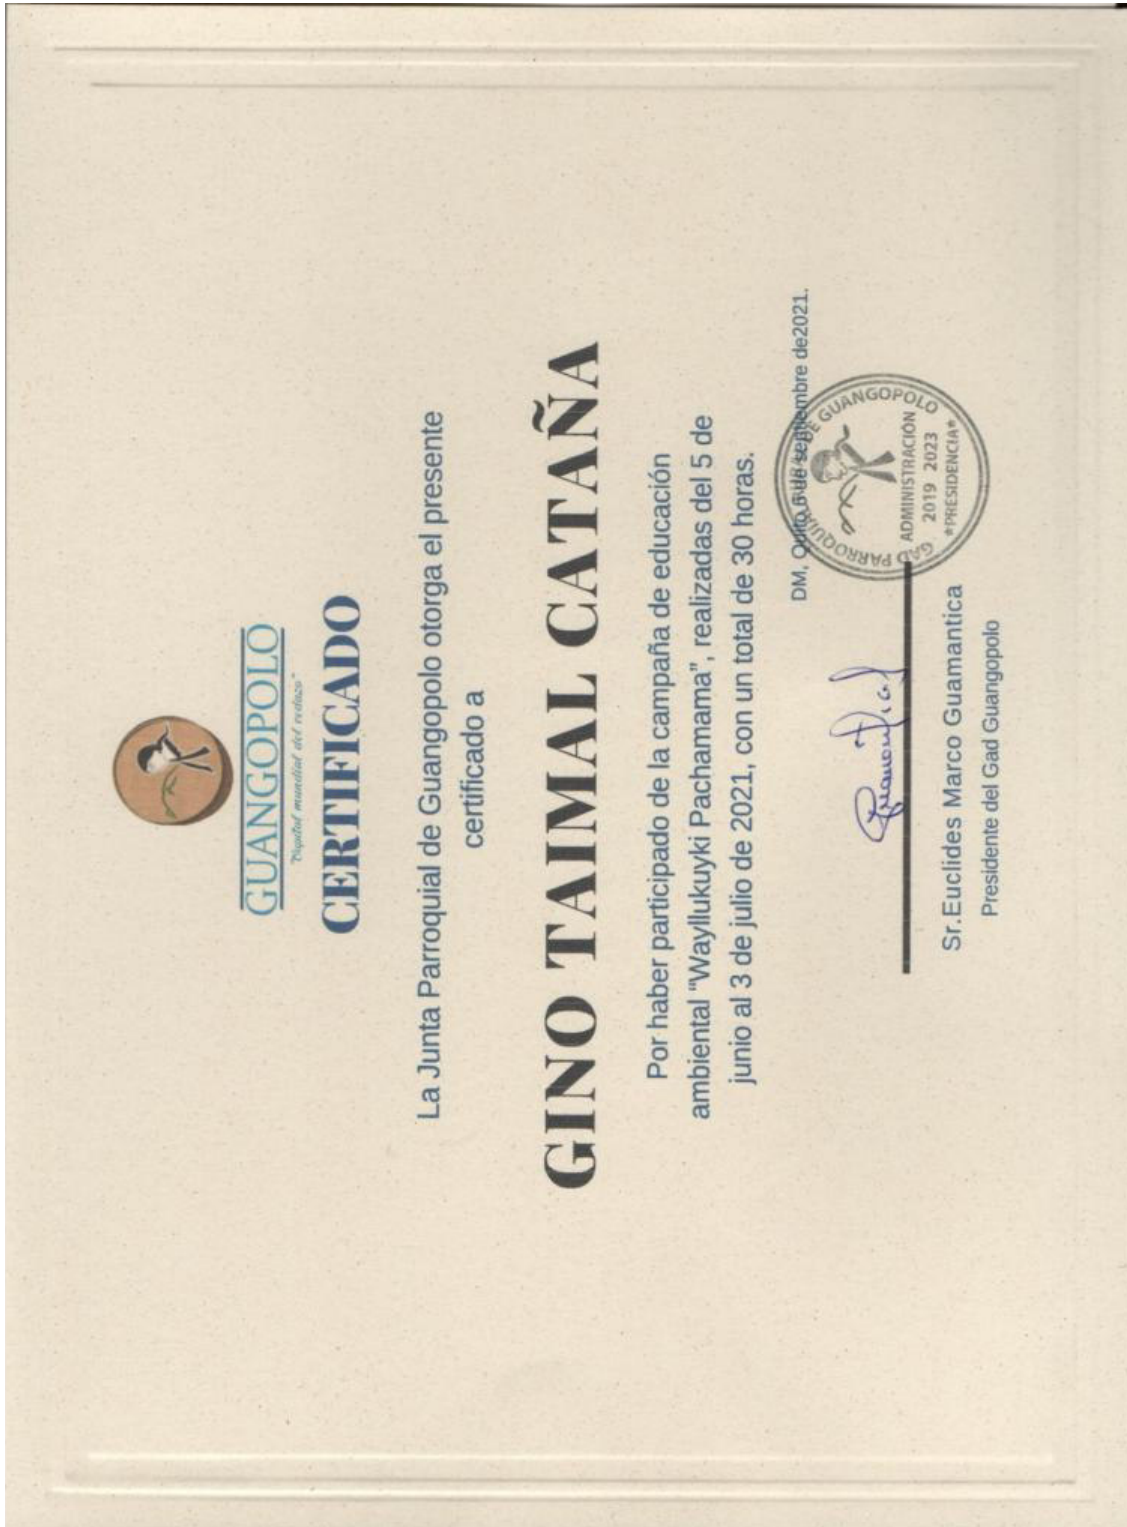 GUANGOPOLO
"Capital mundial del cedazo"
CERTIFICADO
La Junta Parroquial de Guangopolo otorga el presente
certificado a
GINO TAIMAL CATAÑA
Por haber participado de la campaña de educación
ambiental “Wayllukuyki Pachamama”, realizadas del 5 de
junio al 3 de julio de 2021, con un total de 30 horas.
DM, Quito 6 de septiembre de2021.
GAD PARROQUIAL RURAL DE GUANGOPOLO
ADMINISTRACIÓN
2019 2023
*PRESIDENCIA*
Sr.Euclides Marco Guamantica
Presidente del Gad Guangopolo